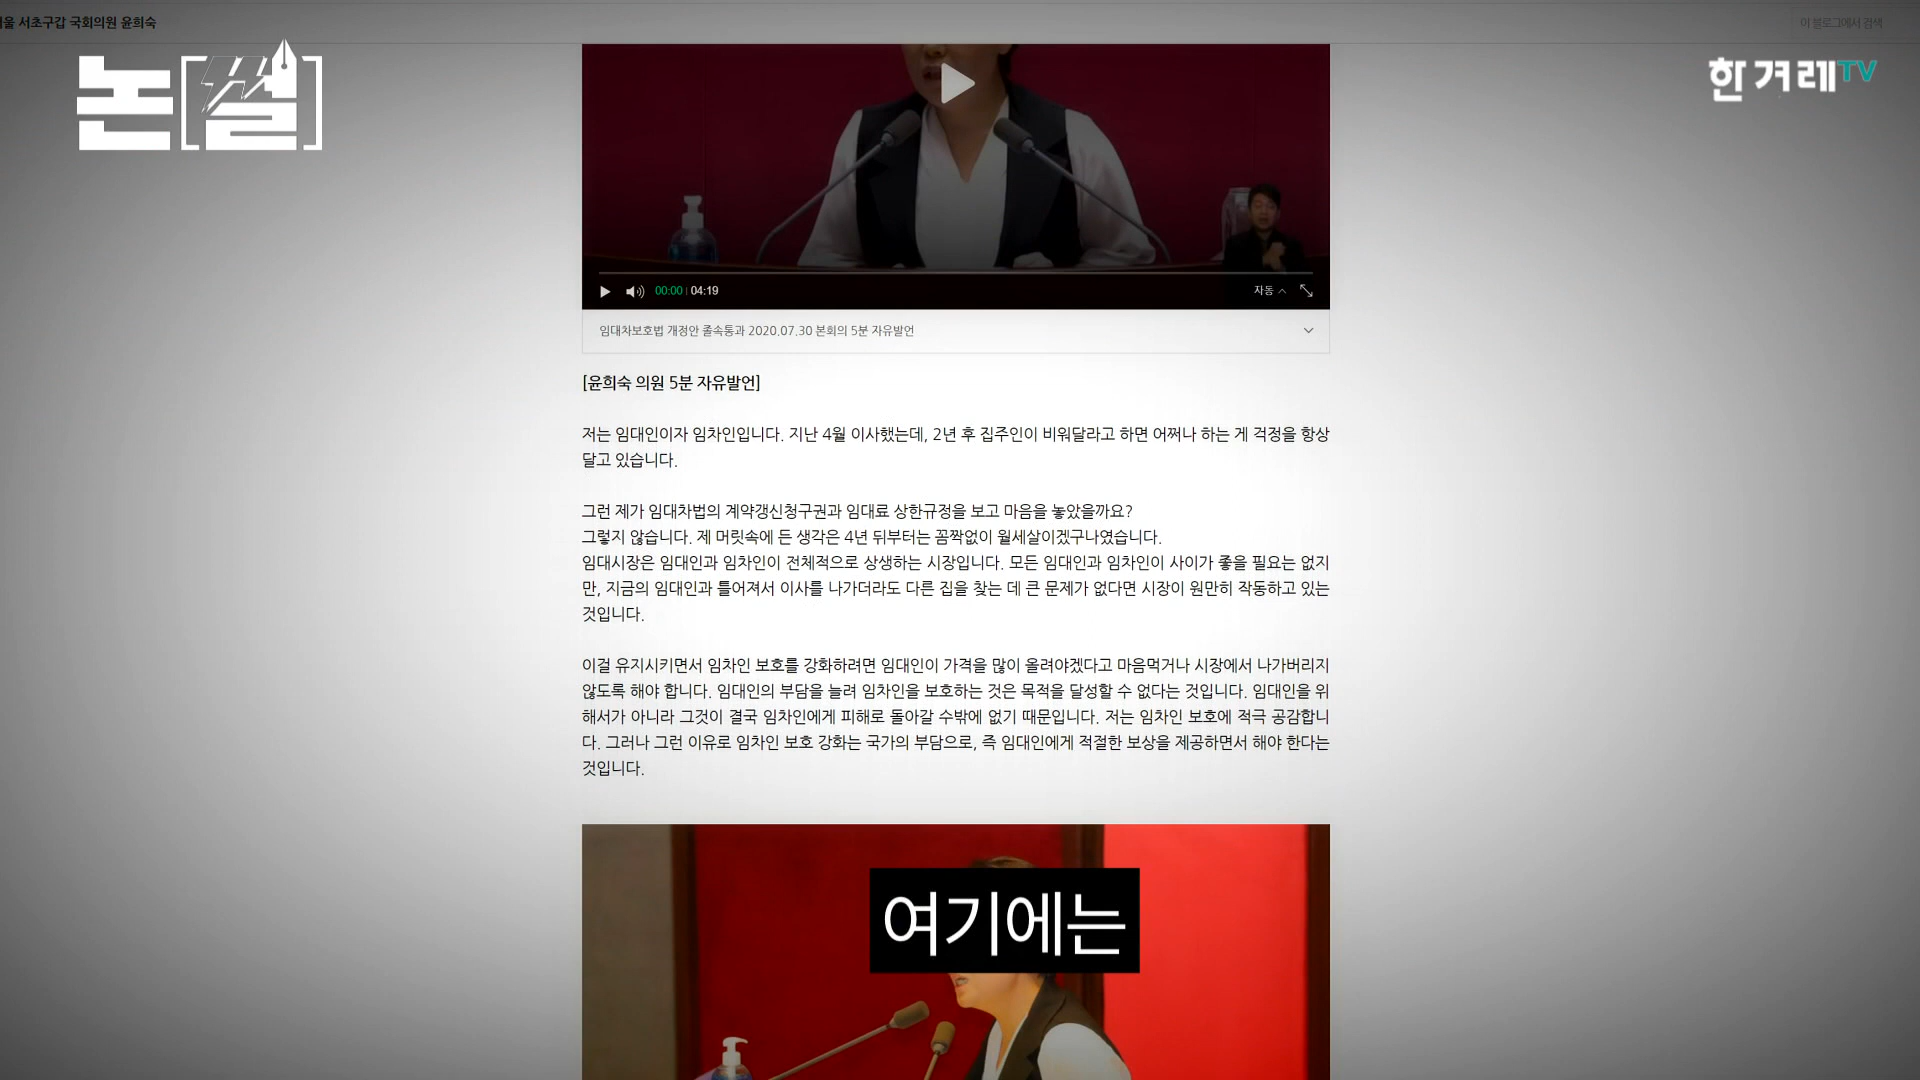 서울 서초구갑 국회의원 윤희숙
이 블로그에서 검색
논[썰]
한겨레TV
00:00 04:19
자동
임대차보호법 개정안 졸속통과 2020.07.30 본회의 5분 자유발언
[윤희숙 의원 5분 자유발언]
저는 임대인이자 임차인입니다. 지난 4월 이사했는데, 2년 후 집주인이 비워달라고 하면 어쩌나 하는 게 걱정을 항상
달고 있습니다.
그런 제가 임대차법의 계약갱신청구권과 임대료 상한규정을 보고 마음을 놓았을까요?
그렇지 않습니다. 제 머릿속에 든 생각은 4년 뒤부터는 꼼짝없이 월세살이겠구나였습니다.
임대시장은 임대인과 임차인이 전체적으로 상생하는 시장입니다. 모든 임대인과 임차인이 사이가 좋을 필요는 없지
만, 지금의 임대인과 틀어져서 이사를 나가더라도 다른 집을 찾는 데 큰 문제가 없다면 시장이 원만히 작동하고 있는
것입니다.
이걸 유지시키면서 임차인 보호를 강화하려면 임대인이 가격을 많이 올려야겠다고 마음먹거나 시장에서 나가버리지
않도록 해야 합니다. 임대인의 부담을 늘려 임차인을 보호하는 것은 목적을 달성할 수 없다는 것입니다. 임대인을 위
해서가 아니라 그것이 결국 임차인에게 피해로 돌아갈 수밖에 없기 때문입니다. 저는 임차인 보호에 적극 공감합니
다. 그러나 그런 이유로 임차인 보호 강화는 국가의 부담으로, 즉 임대인에게 적절한 보상을 제공하면서 해야 한다는
것입니다.
여기에는